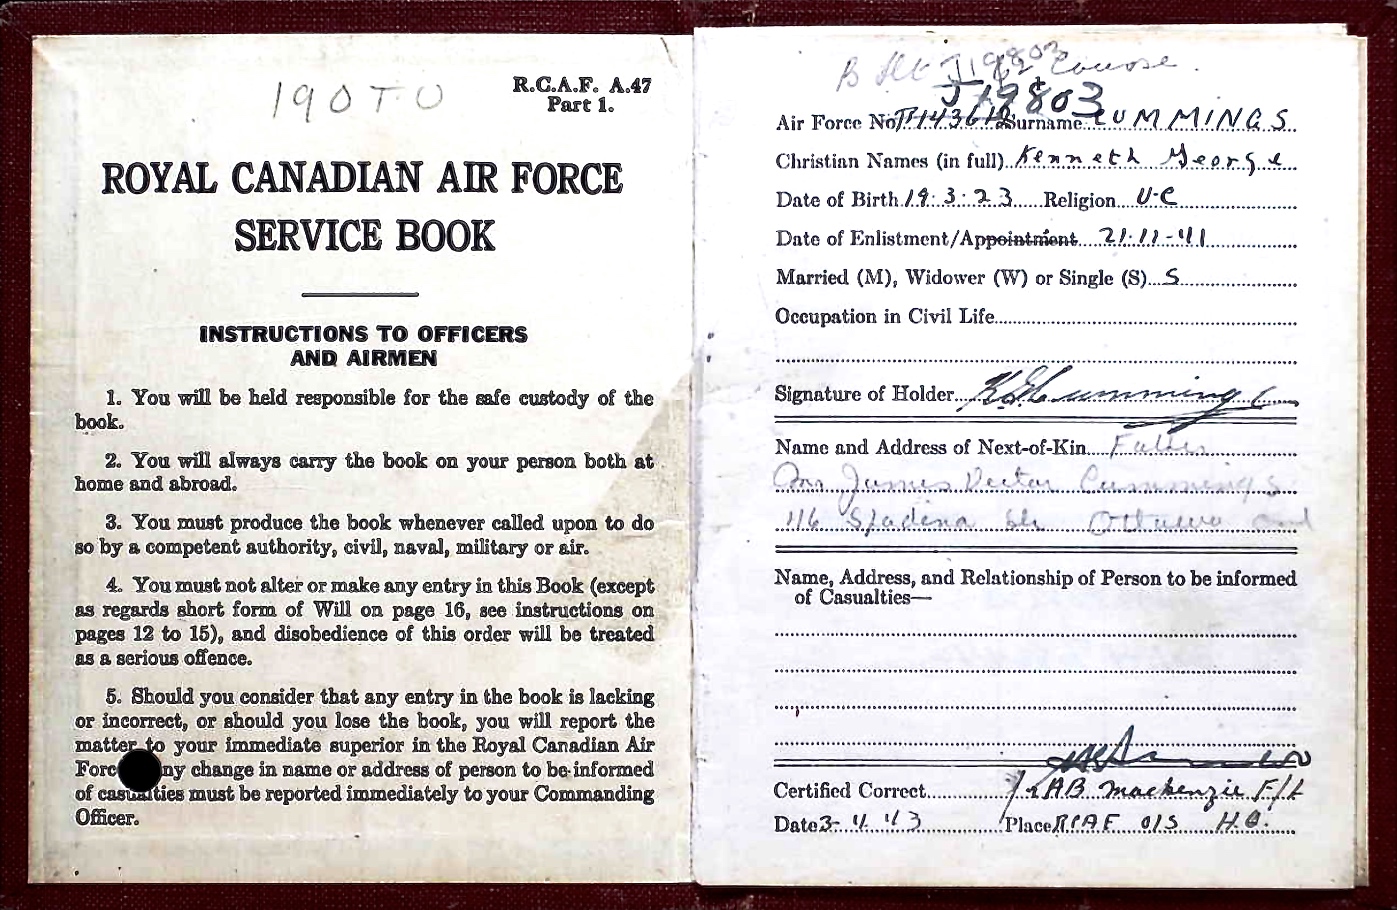 190TU
R.C.A.F. A.47
Part 1.
ROYAL CANADIAN AIR FORCE
SERVICE BOOK
INSTRUCTIONS TO OFFICERS
AND AIRMEN
1. You will be held responsible for the safe custody of the
book.
2. You will always carry the book on your person both at
home and abroad.
3. You must produce the book whenever called upon to do
so by a competent authority, civil, naval, military or air.
4. You must not alter or make any entry in this Book (except
as regards short form of Will on page 16, see instructions on
pages 12 to 15), and disobedience of this order will be treated
as a serious offence.
5. Should you consider that any entry in the book is lacking
or incorrect, or should you lose the book, you will report the
matter to your immediate superior in the Royal Canadian Air
Forc ny change in name or address of person to be informed
of casualties must be reported immediately to your Commanding
Officer.
B J19803 Course.
J19803
Air Force No. Surname CUMMINGS
Christian Names (in full) Kenneth George
Date of Birth 19.3.23 Religion U-C
Date of Enlistment/Appointment 21-11-41
Married (M), Widower (W) or Single (S) S
Occupation in Civil Life
Signature of Holder KGCummings
Name and Address of Next-of-Kin Father
Mr James Cummings
116 Spadina Ottawa Ont
Name, Address, and Relationship of Person to be informed
of Casualties—
Certified Correct AB Mackenzie F/L
Date 3-4-43 Place RCAF O/S H.Q.